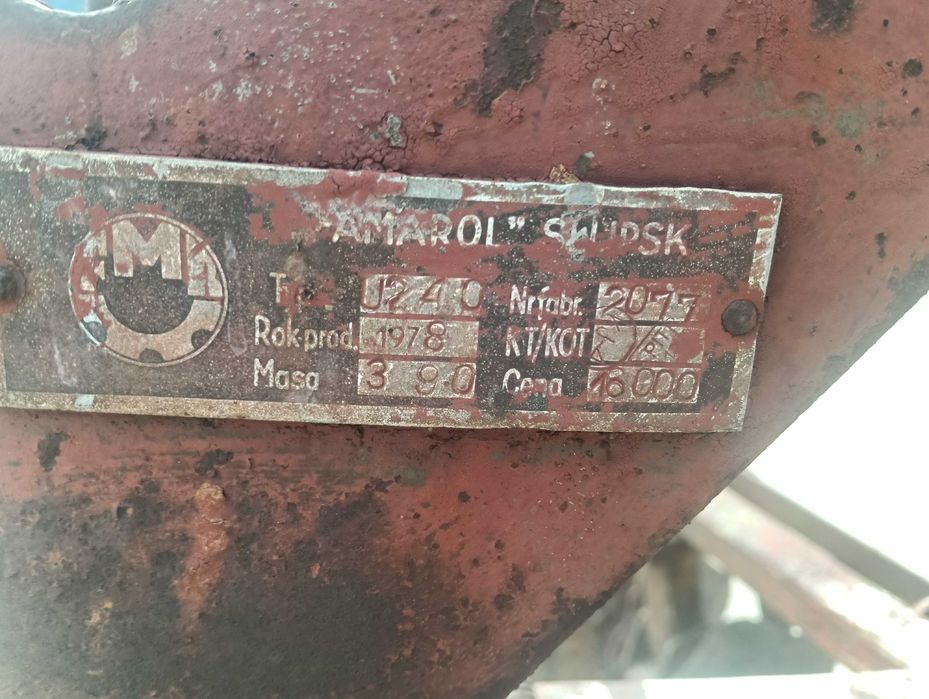 "AMAROL" SŁUPSK
M
Typ U240 Nr fabr. 2077
Rok prod. 1978 KT/KOT
Masa 390 Cena 16000